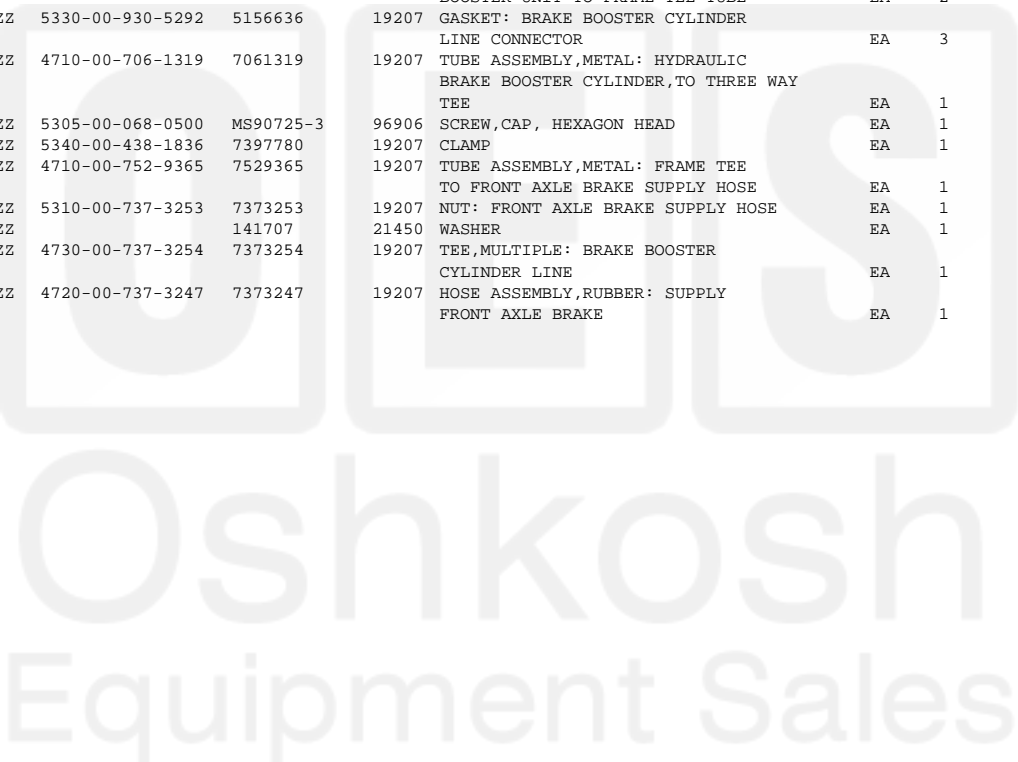 ZZ 5330-00-930-5292 5156636 19207 GASKET: BRAKE BOOSTER CYLINDER
LINE CONNECTOR EA 3
ZZ 4710-00-706-1319 7061319 19207 TUBE ASSEMBLY,METAL: HYDRAULIC
BRAKE BOOSTER CYLINDER,TO THREE WAY
TEE EA 1
ZZ 5305-00-068-0500 MS90725-3 96906 SCREW,CAP, HEXAGON HEAD EA 1
ZZ 5340-00-438-1836 7397780 19207 CLAMP EA 1
ZZ 4710-00-752-9365 7529365 19207 TUBE ASSEMBLY,METAL: FRAME TEE
TO FRONT AXLE BRAKE SUPPLY HOSE EA 1
ZZ 5310-00-737-3253 7373253 19207 NUT: FRONT AXLE BRAKE SUPPLY HOSE EA 1
ZZ 141707 21450 WASHER EA 1
ZZ 4730-00-737-3254 7373254 19207 TEE,MULTIPLE: BRAKE BOOSTER
CYLINDER LINE EA 1
ZZ 4720-00-737-3247 7373247 19207 HOSE ASSEMBLY,RUBBER: SUPPLY
FRONT AXLE BRAKE EA 1
OES
Oshkosh
Equipment Sales